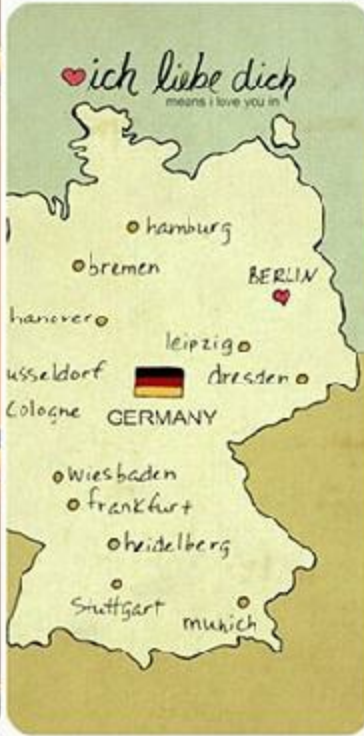 ich liebe dich
means i love you in
hamburg
bremen
BERLIN
hanover
leipzig
usseldorf
dresden
Cologne
GERMANY
wiesbaden
frankfurt
heidelberg
Stuttgart
munich